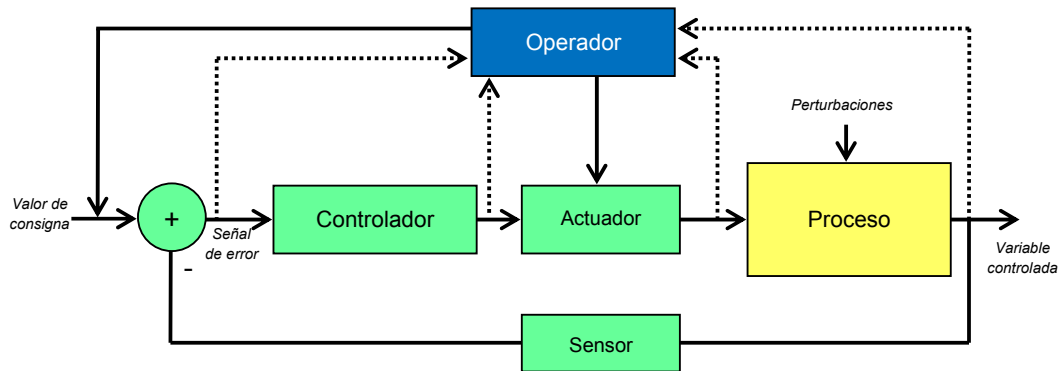 Operador
Perturbaciones
Valor de
consigna
+
Señal
de error
-
Controlador
Actuador
Proceso
Variable
controlada
Sensor